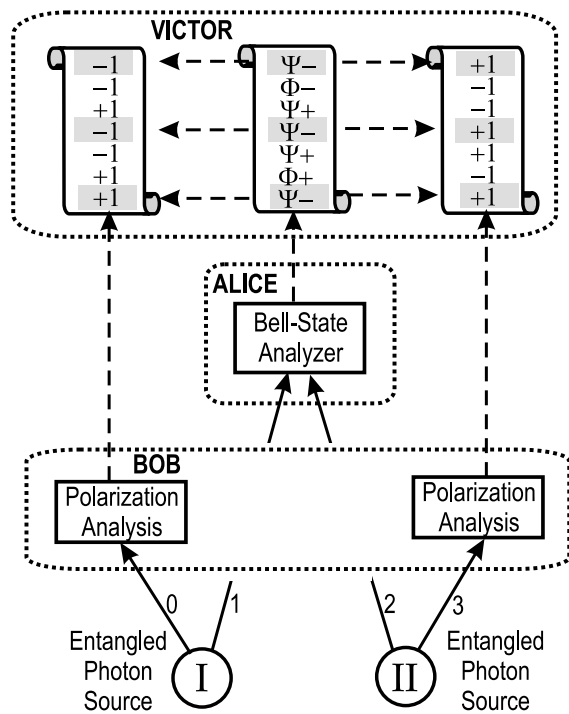 VICTOR
−1
−1
+1
−1
−1
+1
+1
Ψ−
Φ−
Ψ+
Ψ−
Ψ+
Φ+
Ψ−
+1
−1
−1
+1
+1
−1
+1
ALICE
Bell-State
Analyzer
BOB
Polarization
Analysis
Polarization
Analysis
0
1
2
3
Entangled
Photon
Source
I
II
Entangled
Photon
Source